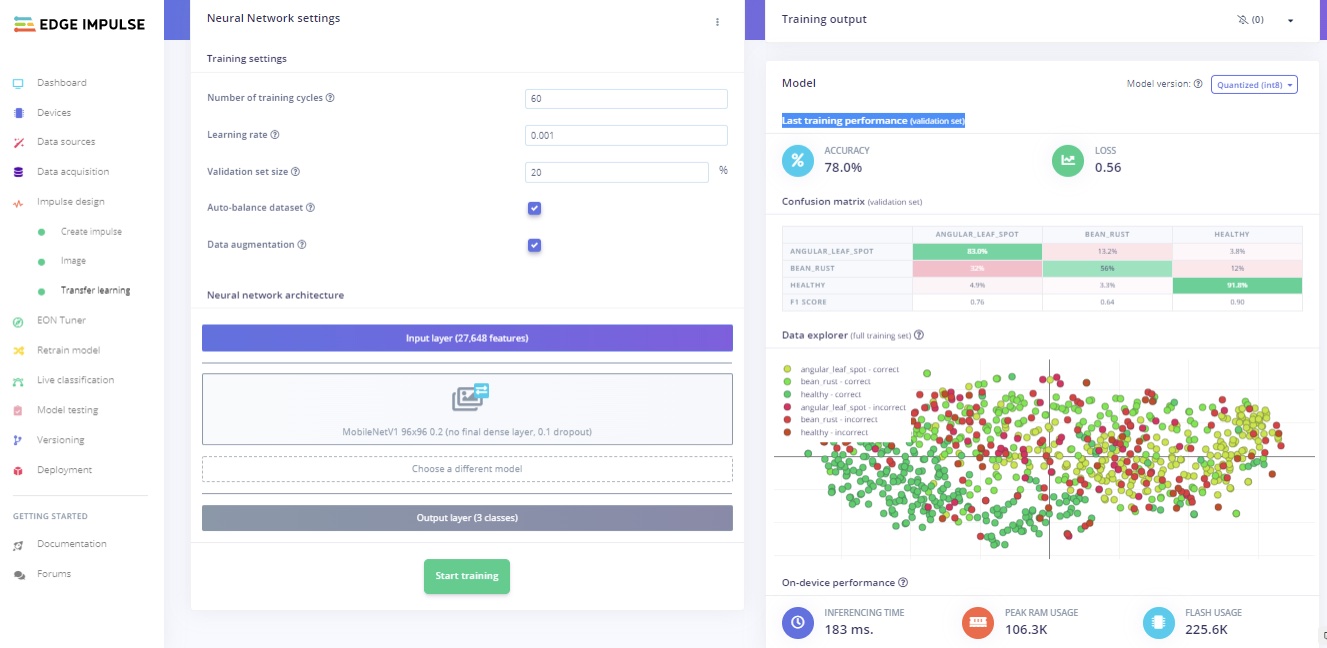 EDGE IMPULSE
Dashboard
Devices
Data sources
Data acquisition
Impulse design
Create impulse
Image
Transfer learning
EON Tuner
Retrain model
Live classification
Model testing
Versioning
Deployment
GETTING STARTED
Documentation
Forums
Neural Network settings
Training settings
Number of training cycles ?
60
Learning rate ?
0.001
Validation set size ?
20 %
Auto-balance dataset ?
Data augmentation ?
Neural network architecture
Input layer (27,648 features)
MobileNetV1 96x96 0.2 (no final dense layer, 0.1 dropout)
Choose a different model
Output layer (3 classes)
Start training
Training output
(0)
Model
Model version: ? Quantized (int8)
Last training performance (validation set)
% ACCURACY
78.0%
LOSS
0.56
Confusion matrix (validation set)
ANGULAR_LEAF_SPOT BEAN_RUST HEALTHY
ANGULAR_LEAF_SPOT 83.0% 13.2% 3.8%
BEAN_RUST 32% 56% 12%
HEALTHY 4.9% 3.3% 91.8%
F1 SCORE 0.76 0.64 0.90
Data explorer (full training set) ?
angular_leaf_spot - correct
bean_rust - correct
healthy - correct
angular_leaf_spot - incorrect
bean_rust - incorrect
healthy - incorrect
On-device performance ?
INFERENCING TIME
183 ms.
PEAK RAM USAGE
106.3K
FLASH USAGE
225.6K